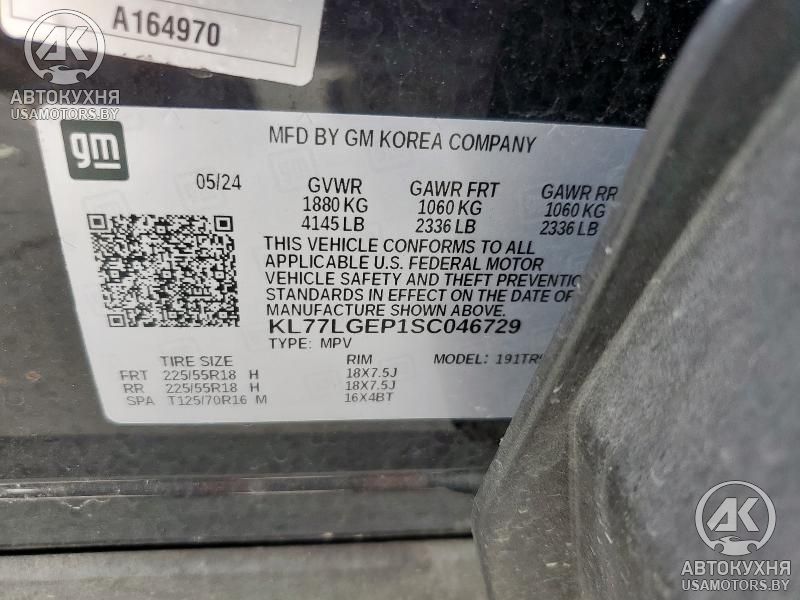 A164970
AK
АВТОКУХНЯ
USAMOTORS.BY
gm
MFD BY GM KOREA COMPANY
05/24 GVWR GAWR FRT GAWR RR
1880 KG 1060 KG 1060 KG
4145 LB 2336 LB 2336 LB
THIS VEHICLE CONFORMS TO ALL
APPLICABLE U.S. FEDERAL MOTOR
VEHICLE SAFETY AND THEFT PREVENTION
STANDARDS IN EFFECT ON THE DATE OF
MANUFACTURE SHOWN ABOVE.
KL77LGEP1SC046729
TYPE: MPV MODEL: 191TR
TIRE SIZE RIM
FRT 225/55R18 H 18X7.5J
RR 225/55R18 H 18X7.5J
SPA T125/70R16 M 16X4BT
AK
АВТОКУХНЯ
USAMOTORS.BY